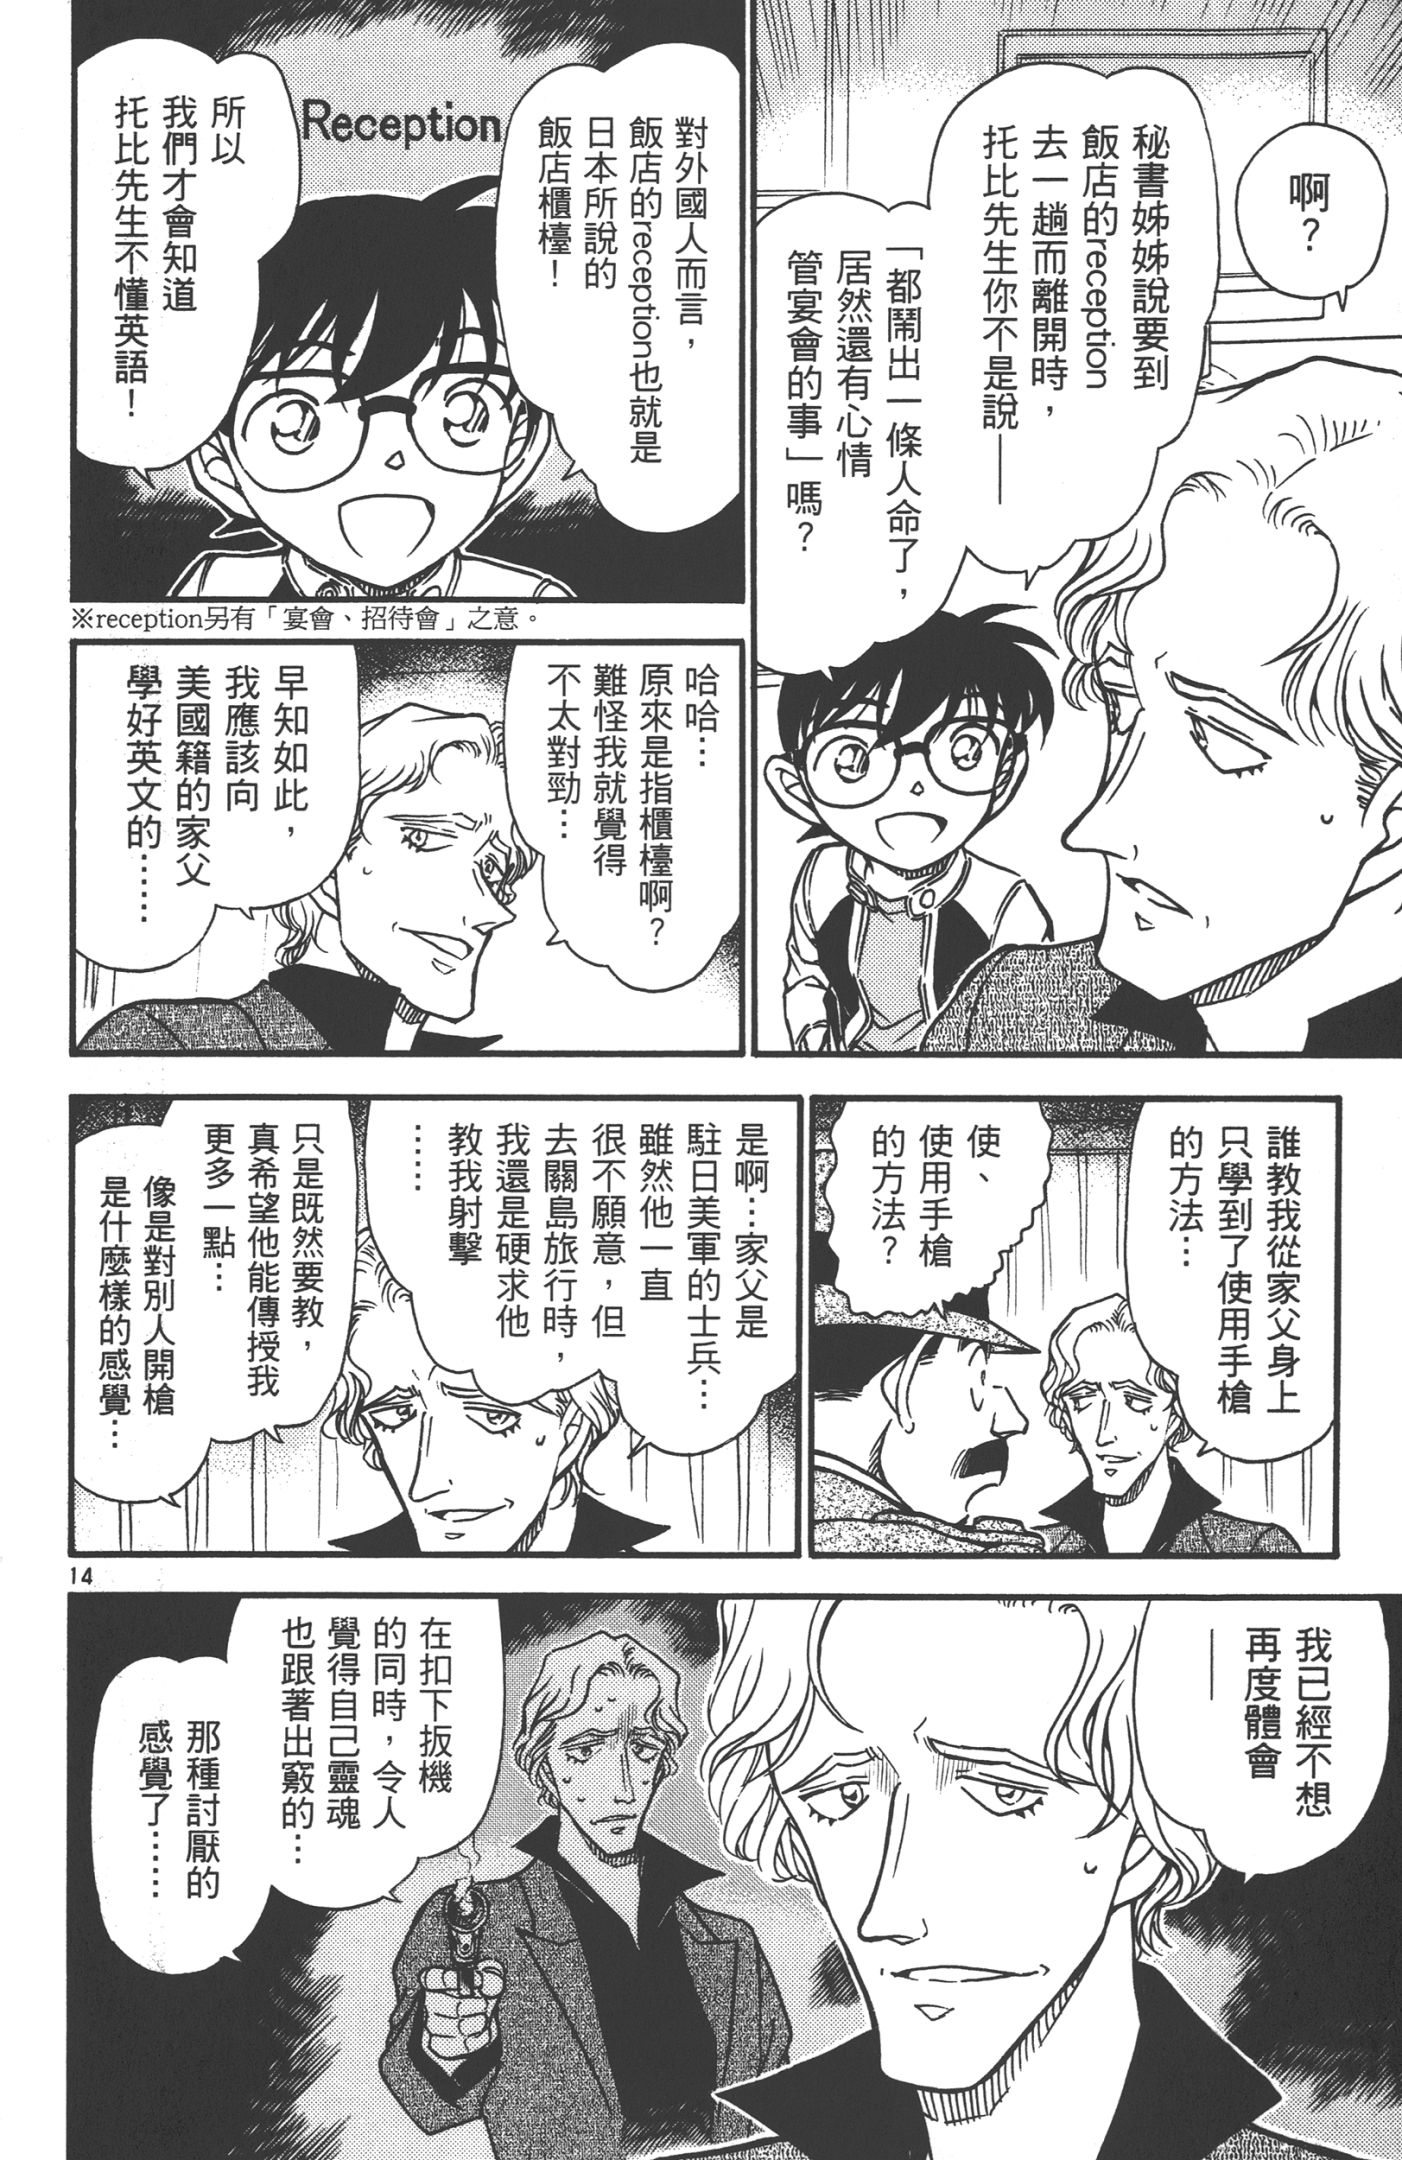 啊？
秘書姊姊說要到
飯店的reception
去一趟而離開時，
托比先生你不是說——
「都鬧出一條人命了，
居然還有心情
管宴會的事」嗎？
Reception
對外國人而言，
飯店的reception也就是
日本所說的
飯店櫃檯！
所以
我們才會知道
托比先生不懂英語！
※reception另有「宴會、招待會」之意。
哈哈…
原來是指櫃檯啊？
難怪我就覺得
不太對勁…
早知如此，
我應該向
美國籍的家父
學好英文的……
誰教我從家父身上
只學到了使用手槍
的方法…
使、
使用手槍
的方法？
是啊…家父是
駐日美軍的士兵…
雖然他一直
很不願意，但
去關島旅行時，
我還是硬求他
教我射擊
……
只是既然要教，
真希望他能傳授我
更多一點…
像是對別人開槍
是什麼樣的感覺…
14
我已經不想
再度體會
——
在扣下扳機
的同時，令人
覺得自己靈魂
也跟著出竅的…
那種討厭的
感覺了……